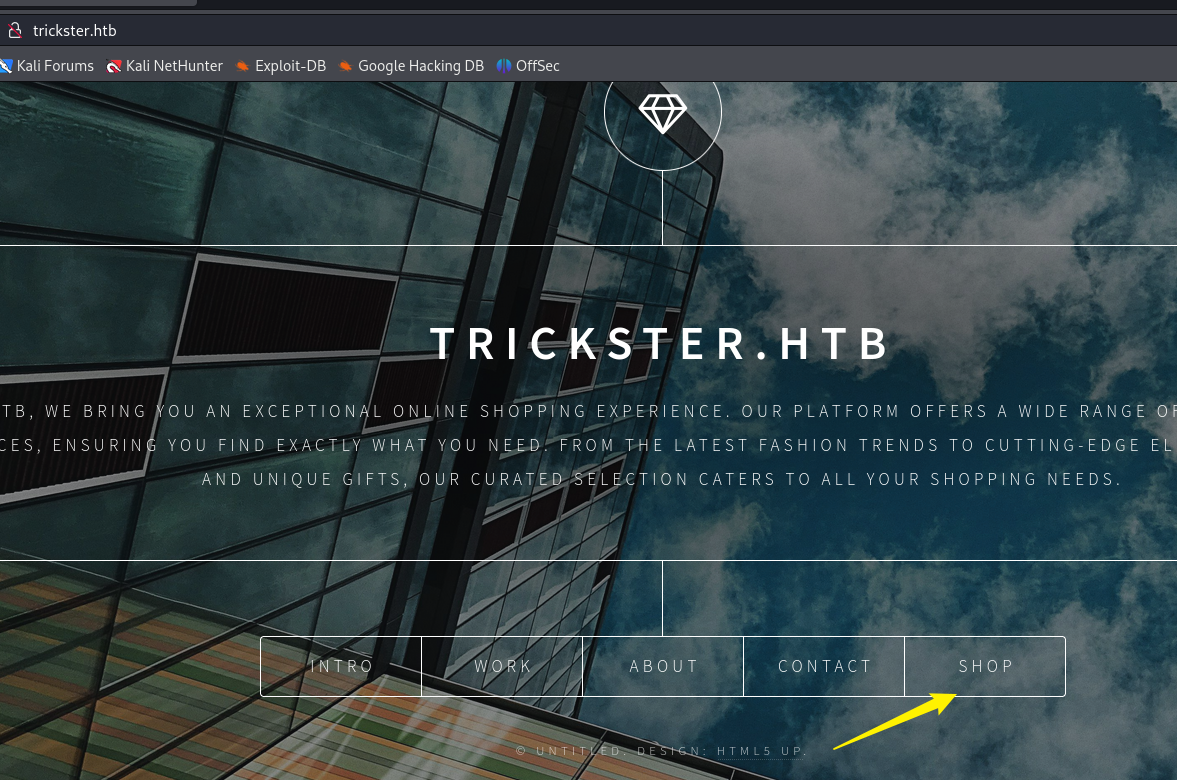 trickster.htb
Kali Forums Kali NetHunter Exploit-DB Google Hacking DB OffSec
TRICKSTER.HTB
TB, WE BRING YOU AN EXCEPTIONAL ONLINE SHOPPING EXPERIENCE. OUR PLATFORM OFFERS A WIDE RANGE OF
CES, ENSURING YOU FIND EXACTLY WHAT YOU NEED. FROM THE LATEST FASHION TRENDS TO CUTTING-EDGE EL
AND UNIQUE GIFTS, OUR CURATED SELECTION CATERS TO ALL YOUR SHOPPING NEEDS.
INTRO WORK ABOUT CONTACT SHOP
© UNTITLED. DESIGN: HTML5 UP.